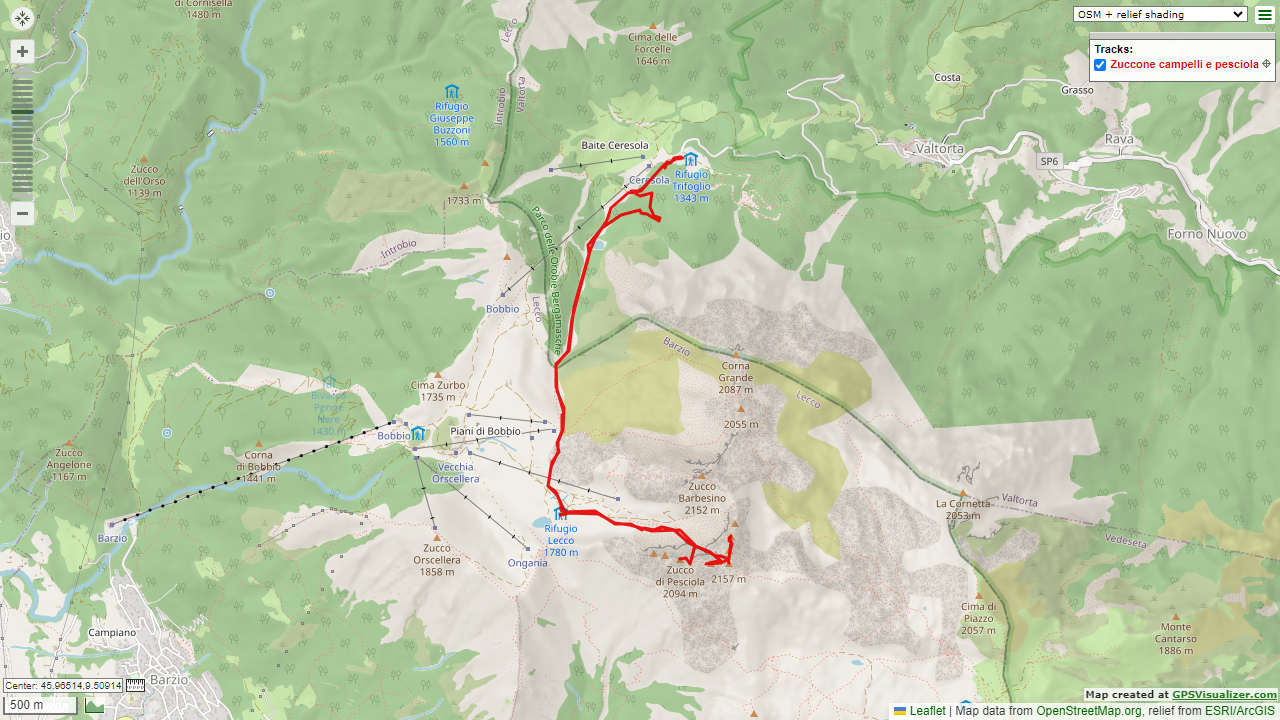 di Cornisella
1480 m
OSM + relief shading
Tracks:
Zuccone campelli e pesciola
Introbio
Valtorta
Lecco
Cima delle
Forcelle
1646 m
Costa
Grasso
Rifugio
Giuseppe
Buzzoni
1560 m
Baite Ceresola
Valtorta
Rava
SP6
Zucco
dell'Orso
1139 m
1733 m
Ceresola
Rifugio
Trifoglio
1343 m
Forno Nuovo
io
Introbio
Parco delle Orobie Bergamasche
Lecco
Bobbio
Barzio
Lecco
Corna
Grande
2087 m
Cima Zurbo
1735 m
Bivacco
Penge
Nere
1430 m
2055 m
Bobbio
Piani di Bobbio
Zucco
Angelone
1167 m
Corna
di Bobbio
1441 m
Vecchia
Orscellera
Zucco
Barbesino
2152 m
La Cornetta
2053 m
Valtorta
Vedeseta
Barzio
Rifugio
Lecco
1780 m
Zucco
Orscellera
1858 m
Ongania
Zucco
di Pesciola
2094 m
2157 m
Cima di
Piazzo
2057 m
Monte
Cantarso
1886 m
Campiano
Barzio
Center: 45.96514,9.50914
500 m
Map created at GPSVisualizer.com
Leaflet | Map data from OpenStreetMap.org, relief from ESRI/ArcGIS